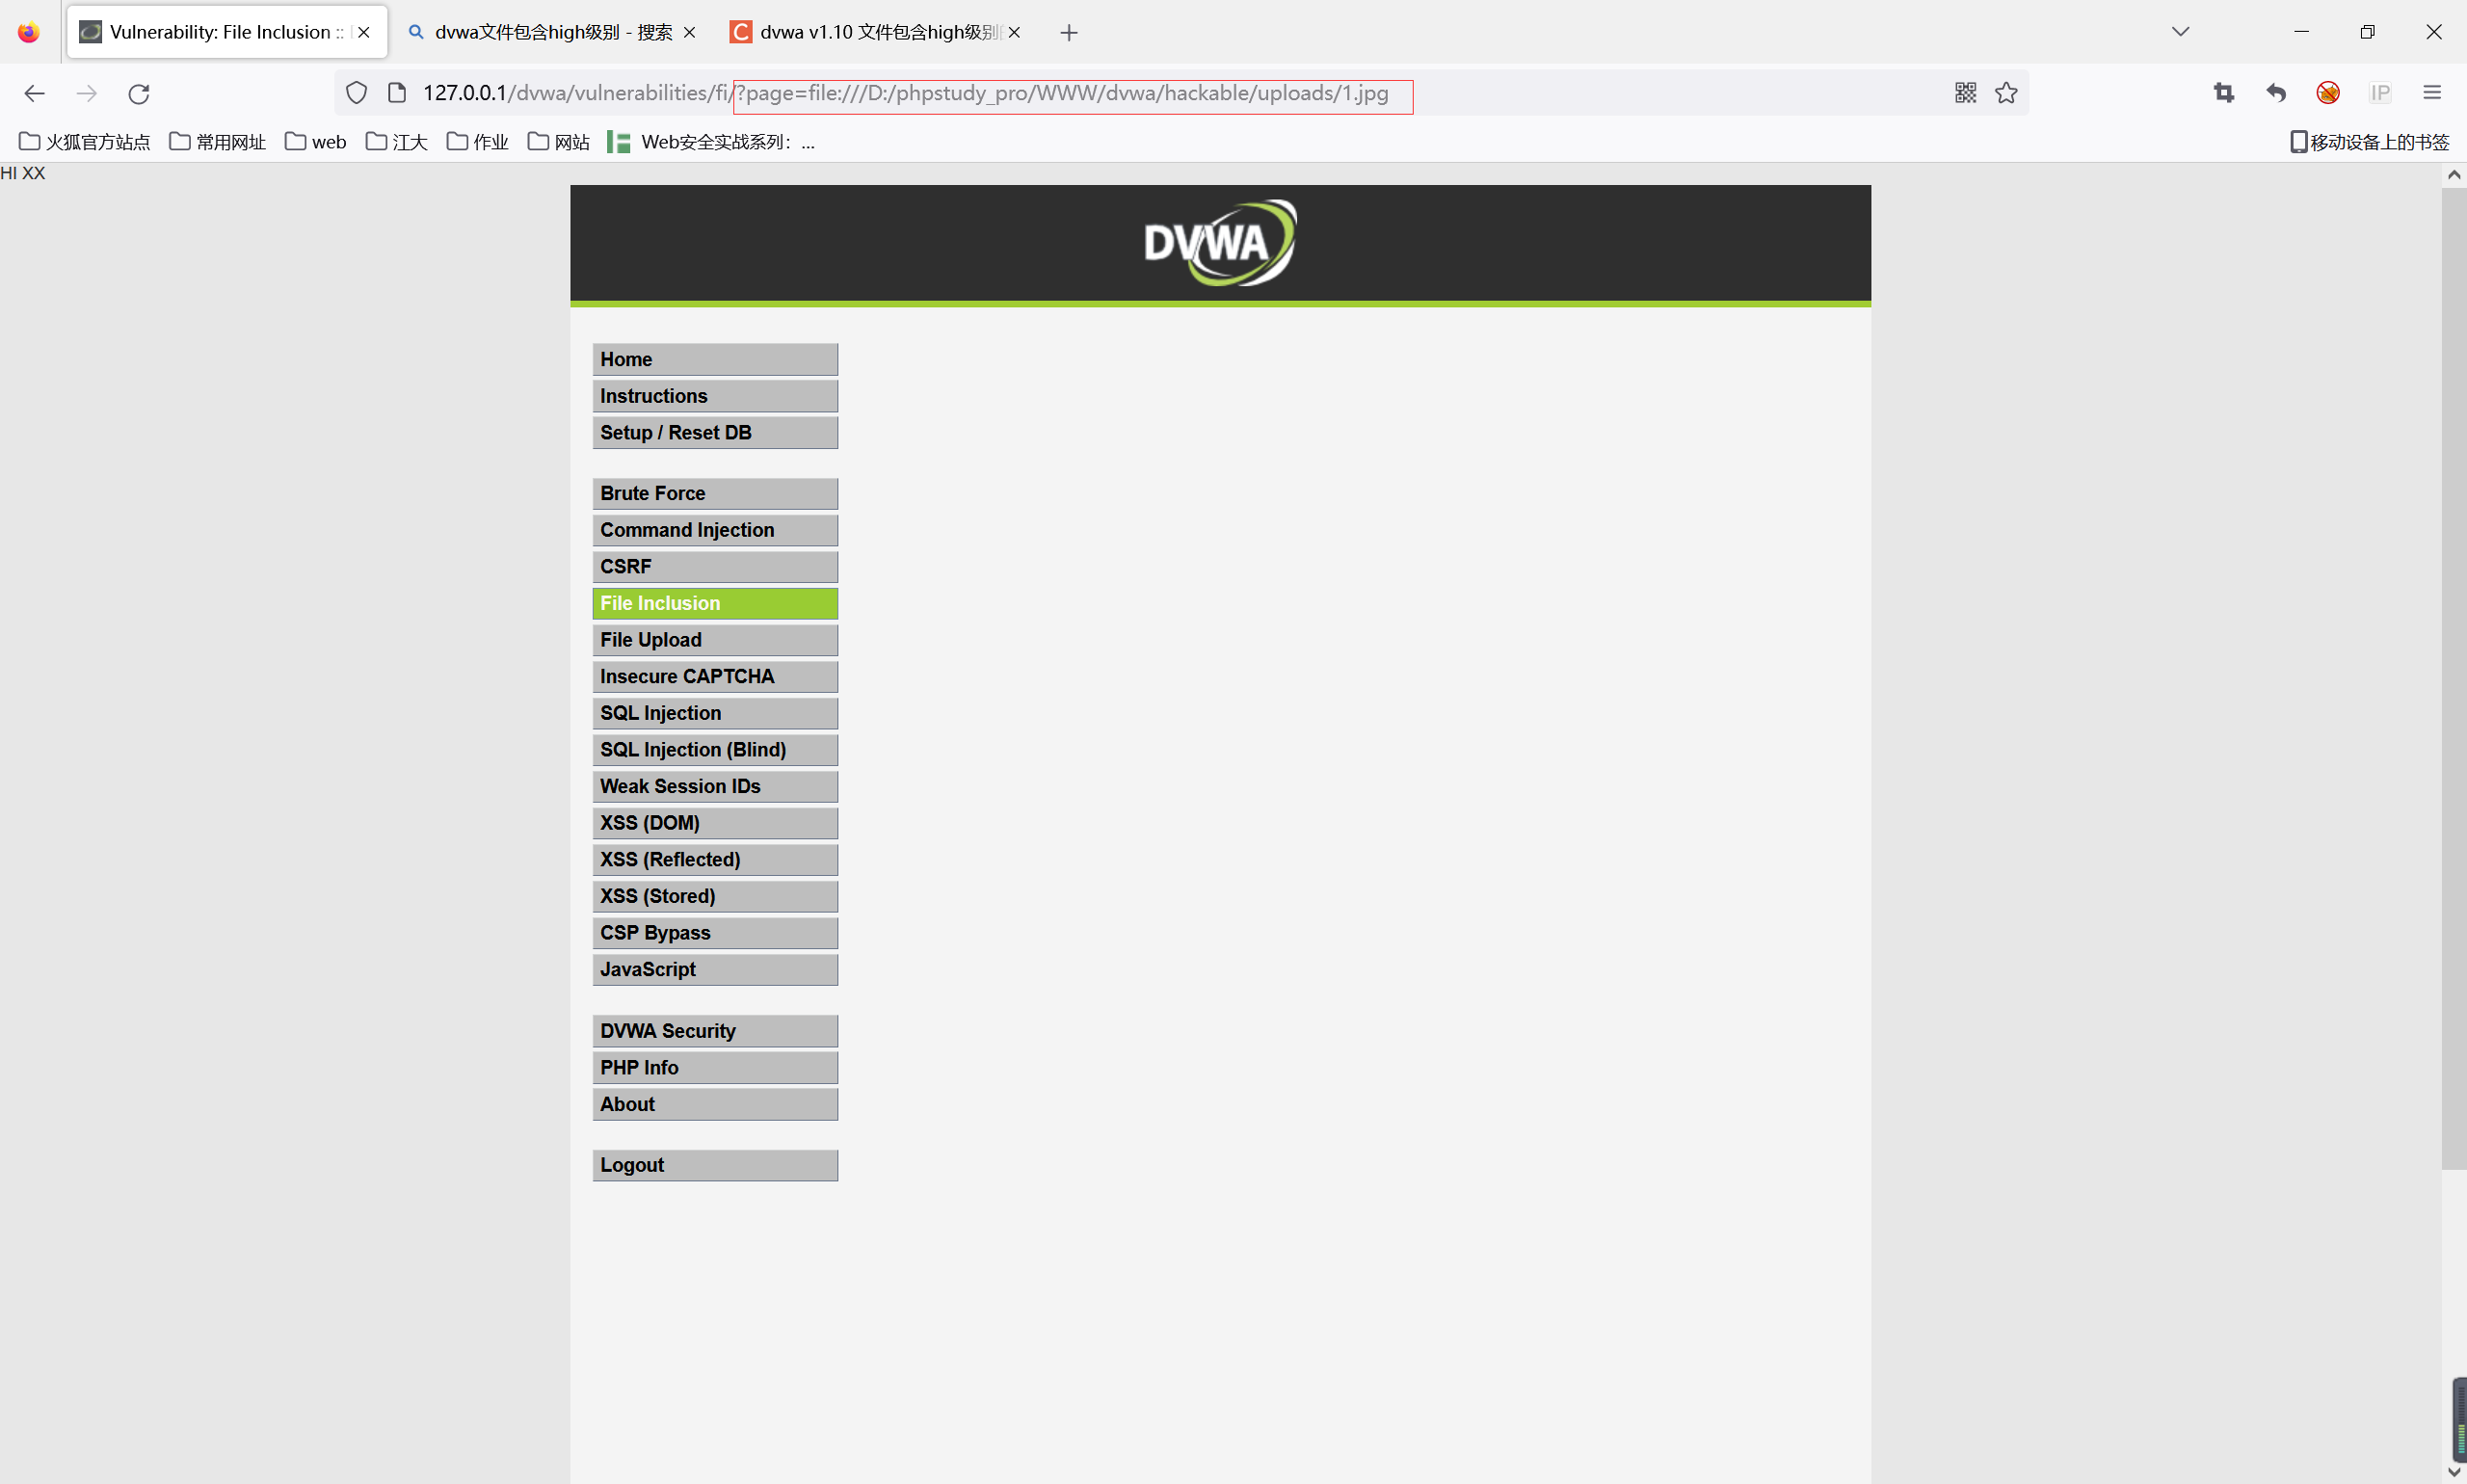 Vulnerability: File Inclusion ::
dvwa文件包含high级别 - 搜索
dvwa v1.10 文件包含high级别
127.0.0.1/dvwa/vulnerabilities/fi/?page=file:///D:/phpstudy_pro/WWW/dvwa/hackable/uploads/1.jpg
IP
火狐官方站点 常用网址 web 江大 作业 网站 Web安全实战系列: ... 移动设备上的书签
HI XX
DVWA
Home
Instructions
Setup / Reset DB
Brute Force
Command Injection
CSRF
File Inclusion
File Upload
Insecure CAPTCHA
SQL Injection
SQL Injection (Blind)
Weak Session IDs
XSS (DOM)
XSS (Reflected)
XSS (Stored)
CSP Bypass
JavaScript
DVWA Security
PHP Info
About
Logout